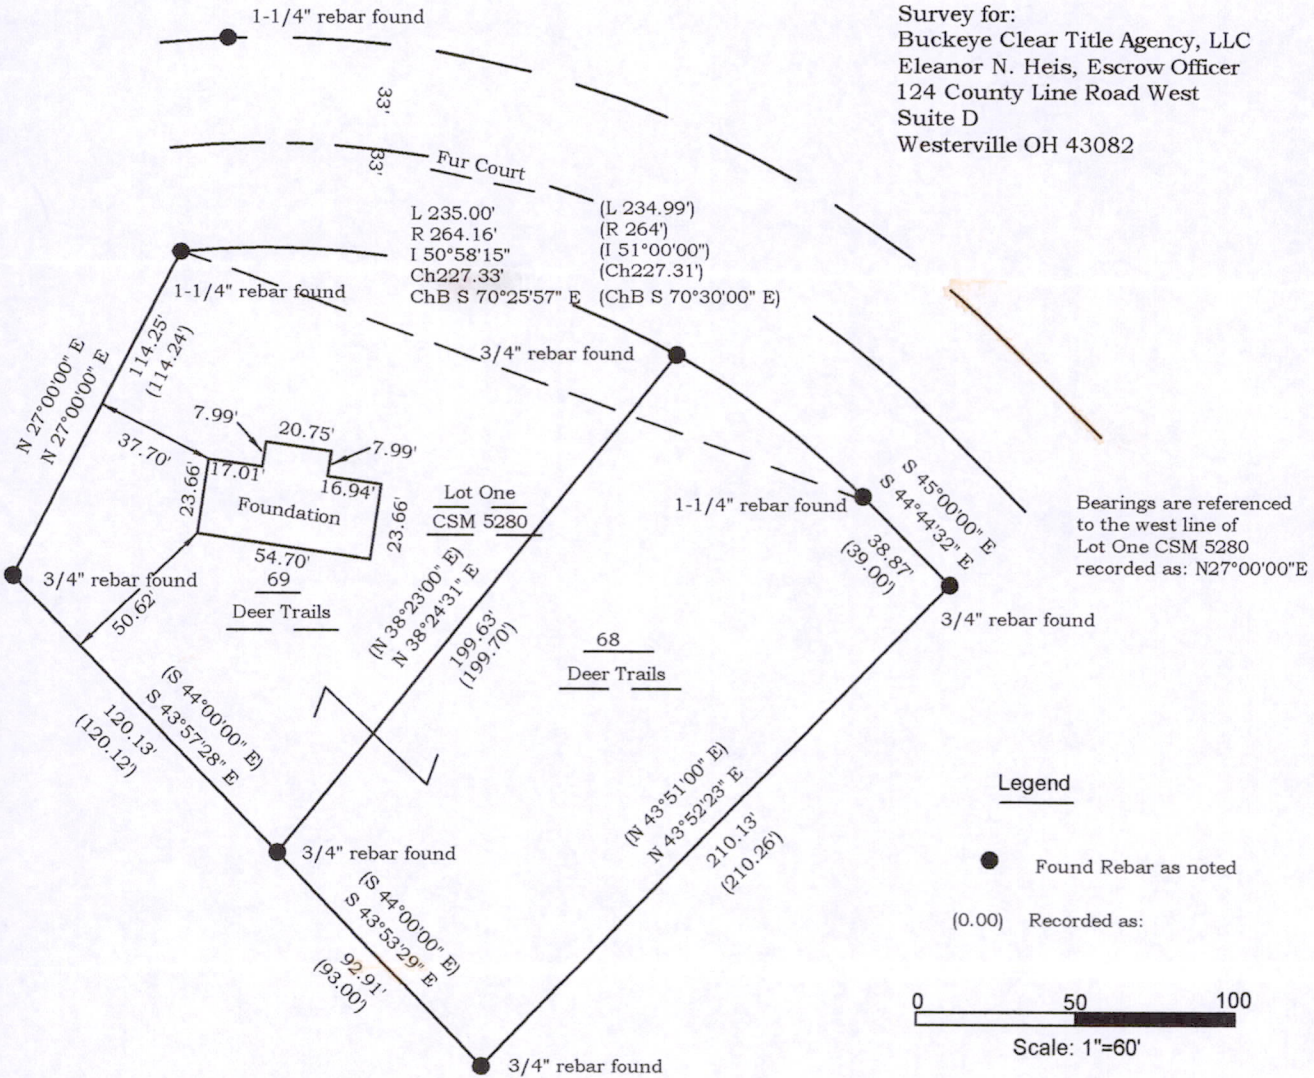 1-1/4" rebar found
Survey for:
Buckeye Clear Title Agency, LLC
Eleanor N. Heis, Escrow Officer
124 County Line Road West
Suite D
Westerville OH 43082
33'
33'
Fur Court
L 235.00'
R 264.16'
I 50°58'15"
Ch227.33'
ChB S 70°25'57" E
(L 234.99')
(R 264')
(I 51°00'00")
(Ch227.31')
(ChB S 70°30'00" E)
1-1/4" rebar found
3/4" rebar found
N 27°00'00" E
N 27°00'00" E
114.25'
(114.24')
7.99'
20.75'
7.99'
37.70'
17.01'
16.94'
23.66'
Foundation
23.66'
54.70'
Lot One
CSM 5280
1-1/4" rebar found
S 45°00'00" E
S 44°44'32" E
38.87'
(39.00')
Bearings are referenced
to the west line of
Lot One CSM 5280
recorded as: N27°00'00"E
3/4" rebar found
50.62'
69
Deer Trails
(N 38°23'00" E)
N 38°24'31" E
199.63'
(199.70')
3/4" rebar found
68
Deer Trails
(S 44°00'00" E)
S 43°57'28" E
120.13'
(120.12')
(N 43°51'00" E)
N 43°52'23" E
210.13'
(210.26')
Legend
3/4" rebar found
Found Rebar as noted
(S 44°00'00" E)
S 43°53'29" E
92.91'
(93.00')
(0.00) Recorded as:
0 50 100
Scale: 1"=60'
3/4" rebar found